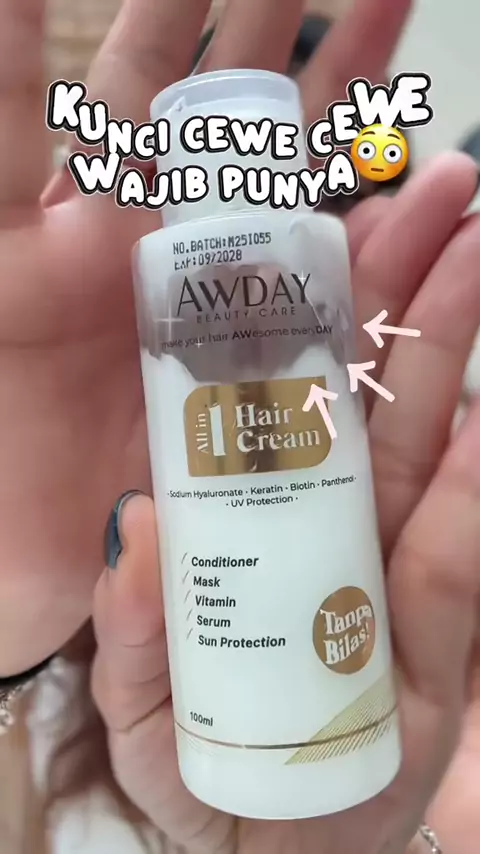 KUNCI CEWE CEWE
WAJIB PUNYA
NO.BATCH:M25I055
EXP:09/2028
AWDAY
BEAUTY CARE
make your hair AWesome everyDAY
All in 1 Hair Cream
•Sodium Hyaluronate • Keratin • Biotin • Panthenol•
• UV Protection •
Conditioner
Mask
Vitamin
Serum
Sun Protection
Tanpa
Bilas!
100ml